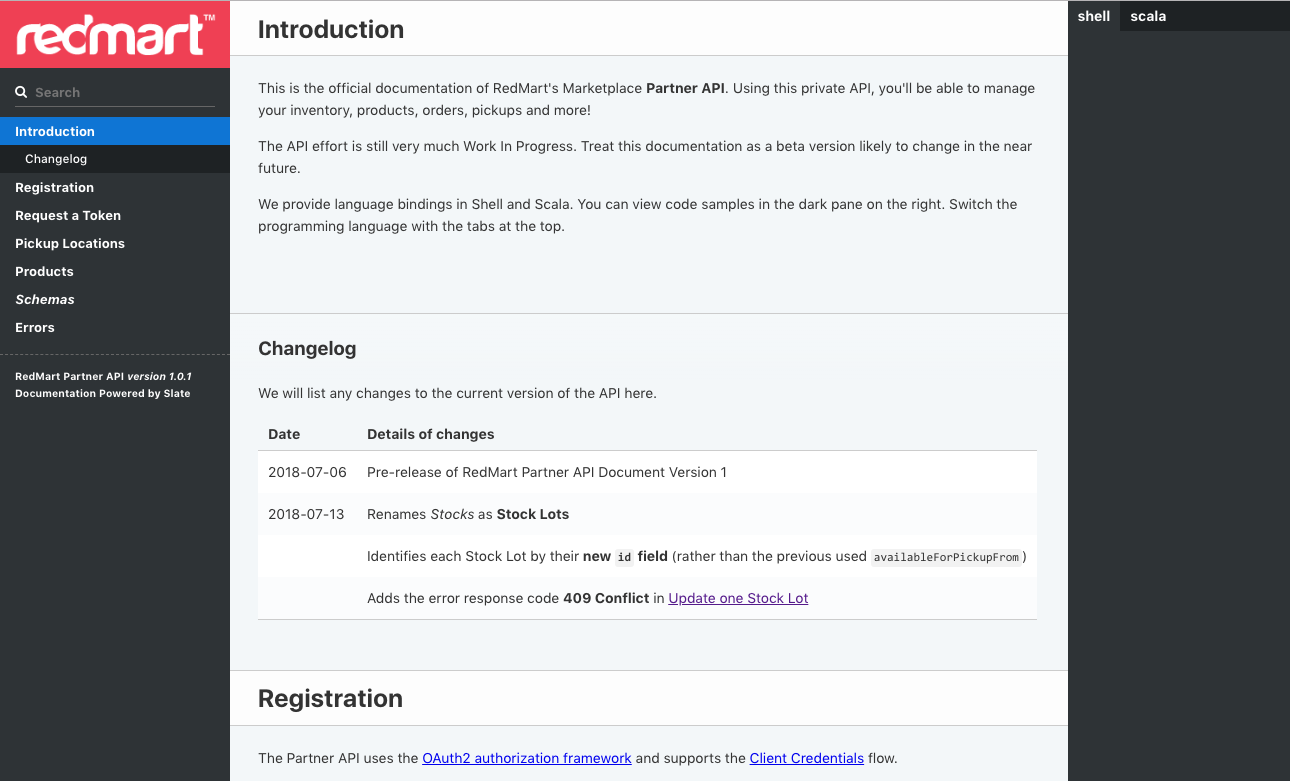 redmart™
Search
Introduction
Changelog
Registration
Request a Token
Pickup Locations
Products
Schemas
Errors
RedMart Partner API version 1.0.1
Documentation Powered by Slate
Introduction
This is the official documentation of RedMart's Marketplace Partner API. Using this private API, you'll be able to manage
your inventory, products, orders, pickups and more!
The API effort is still very much Work In Progress. Treat this documentation as a beta version likely to change in the near
future.
We provide language bindings in Shell and Scala. You can view code samples in the dark pane on the right. Switch the
programming language with the tabs at the top.
Changelog
We will list any changes to the current version of the API here.
Date Details of changes
2018-07-06 Pre-release of RedMart Partner API Document Version 1
2018-07-13 Renames Stocks as Stock Lots
Identifies each Stock Lot by their new id field (rather than the previous used availableForPickupFrom)
Adds the error response code 409 Conflict in Update one Stock Lot
Registration
The Partner API uses the OAuth2 authorization framework and supports the Client Credentials flow.
shell scala